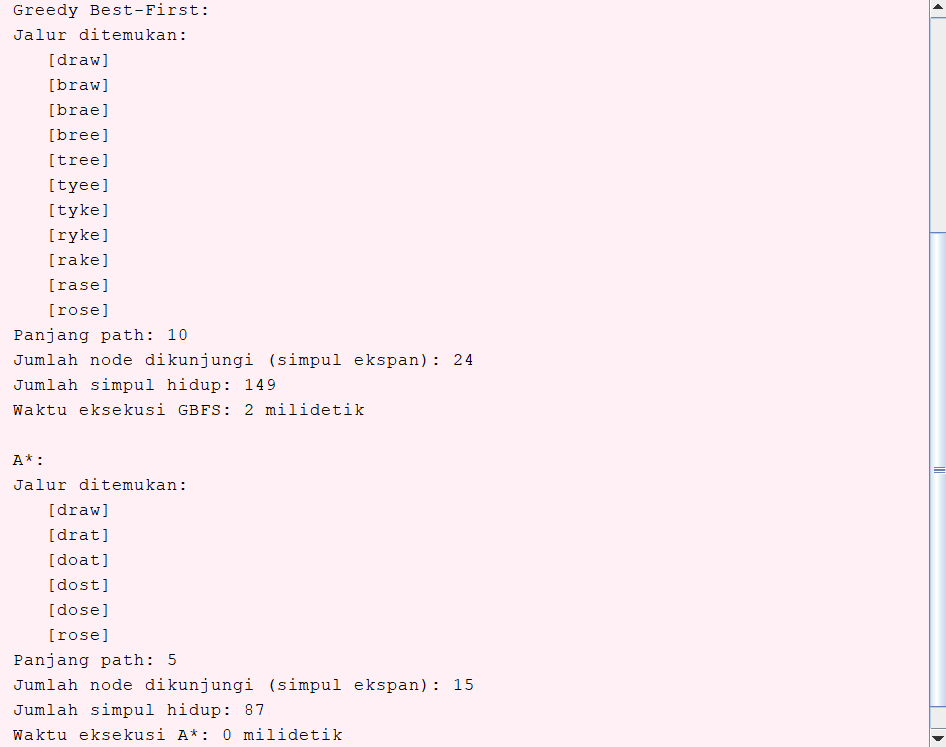 Greedy Best-First:
Jalur ditemukan:
[draw]
[braw]
[brae]
[bree]
[tree]
[tyee]
[tyke]
[ryke]
[rake]
[rase]
[rose]
Panjang path: 10
Jumlah node dikunjungi (simpul ekspan): 24
Jumlah simpul hidup: 149
Waktu eksekusi GBFS: 2 milidetik
A*:
Jalur ditemukan:
[draw]
[drat]
[doat]
[dost]
[dose]
[rose]
Panjang path: 5
Jumlah node dikunjungi (simpul ekspan): 15
Jumlah simpul hidup: 87
Waktu eksekusi A*: 0 milidetik